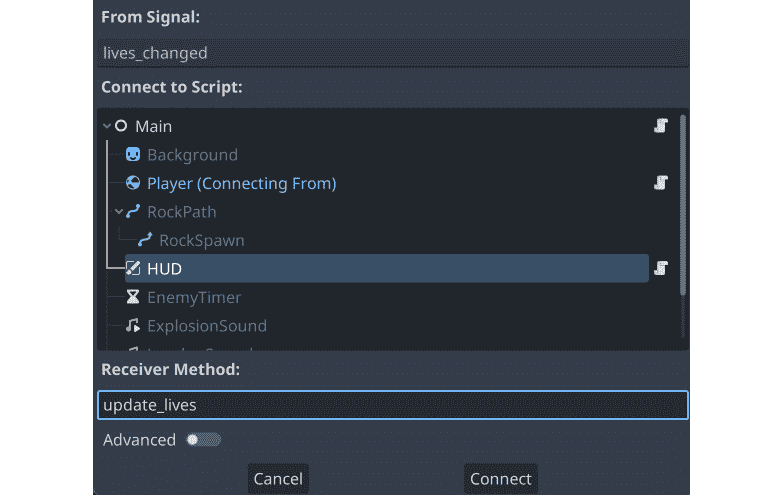 From Signal:
lives_changed
Connect to Script:
Main
Background
Player (Connecting From)
RockPath
RockSpawn
HUD
EnemyTimer
ExplosionSound
Receiver Method:
update_lives
Advanced
Cancel
Connect